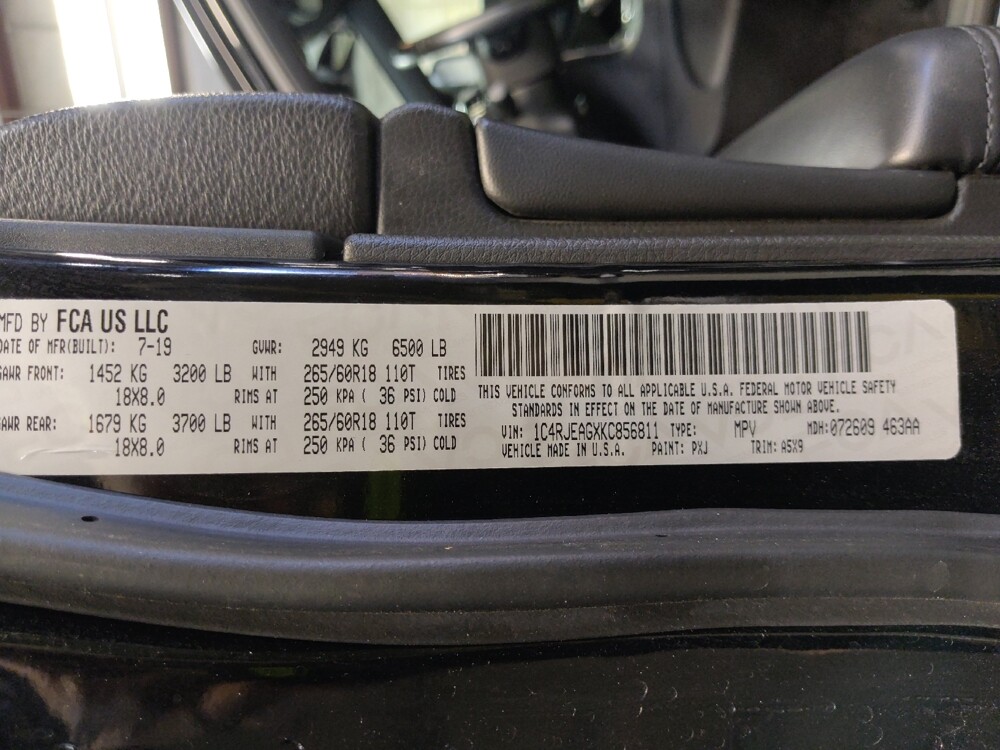 MFD BY FCA US LLC
DATE OF MFR(BUILT): 7-19 GVWR: 2949 KG 6500 LB
GAWR FRONT: 1452 KG 3200 LB WITH 265/60R18 110T TIRES
18X8.0 RIMS AT 250 KPA ( 36 PSI) COLD
GAWR REAR: 1679 KG 3700 LB WITH 265/60R18 110T TIRES
18X8.0 RIMS AT 250 KPA ( 36 PSI) COLD
THIS VEHICLE CONFORMS TO ALL APPLICABLE U.S.A. FEDERAL MOTOR VEHICLE SAFETY
STANDARDS IN EFFECT ON THE DATE OF MANUFACTURE SHOWN ABOVE.
VIN: 1C4RJEAGXKC856811 TYPE: MPV MDH:072609 463AA
VEHICLE MADE IN U.S.A. PAINT: PXJ TRIM: A5X9